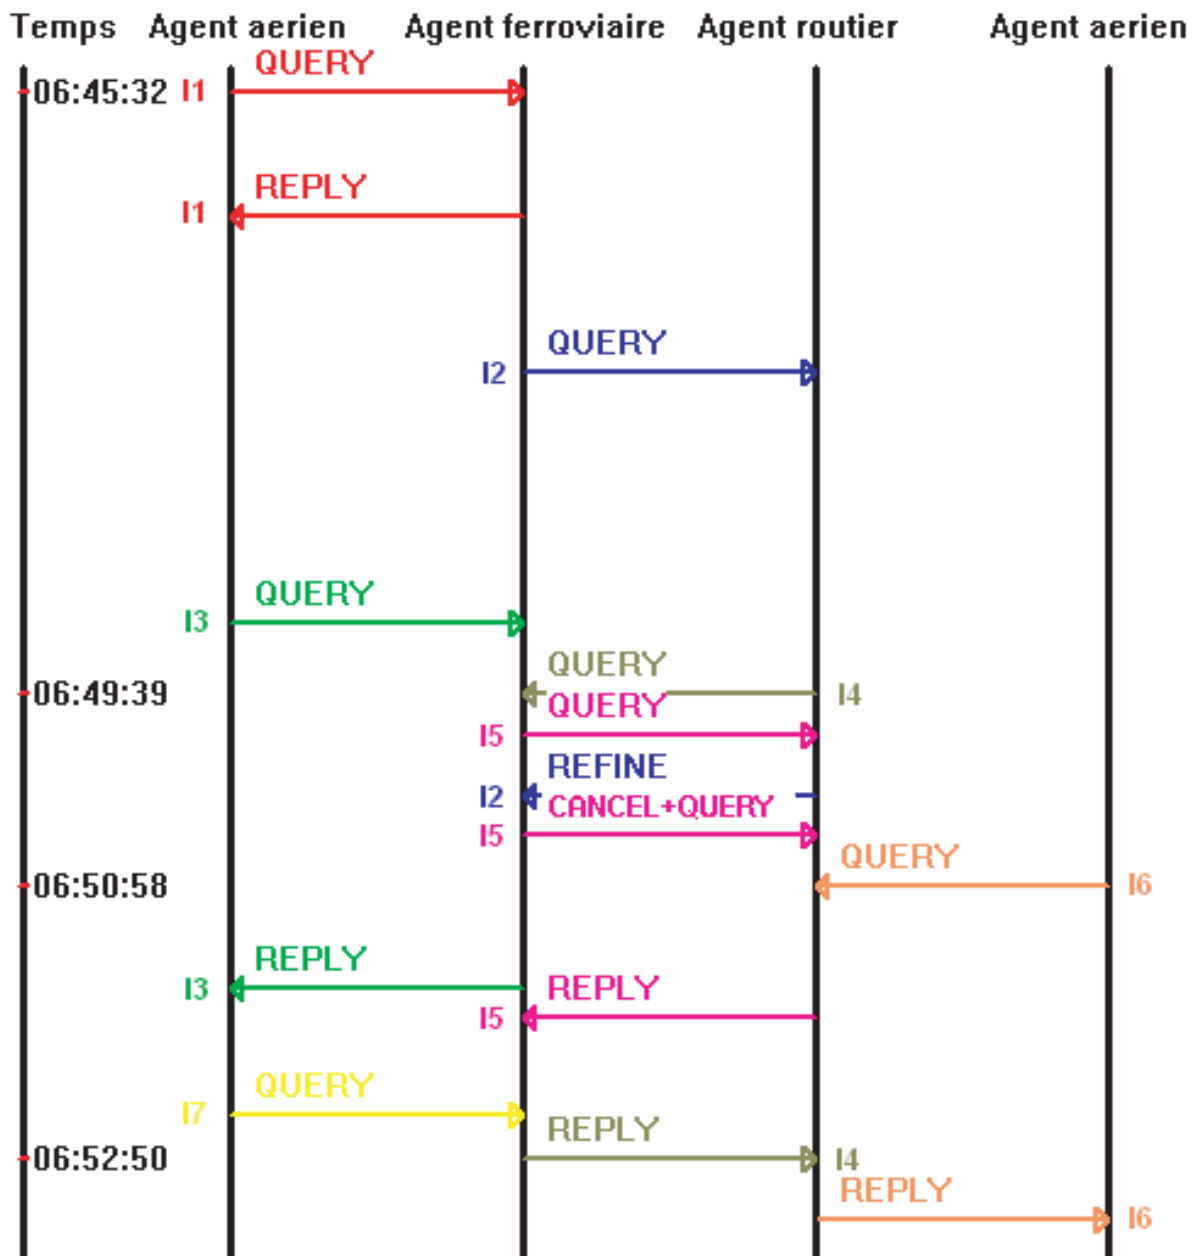 Temps Agent aerien Agent ferroviaire Agent routier Agent aerien
QUERY
06:45:32 I1
REPLY
I1
QUERY
I2
QUERY
I3
QUERY
06:49:39 I4
QUERY
I5
REFINE
I2
CANCEL+QUERY
I5
QUERY
06:50:58 I6
REPLY
I3
REPLY
I5
QUERY
I7
REPLY
06:52:50 I4
REPLY
I6